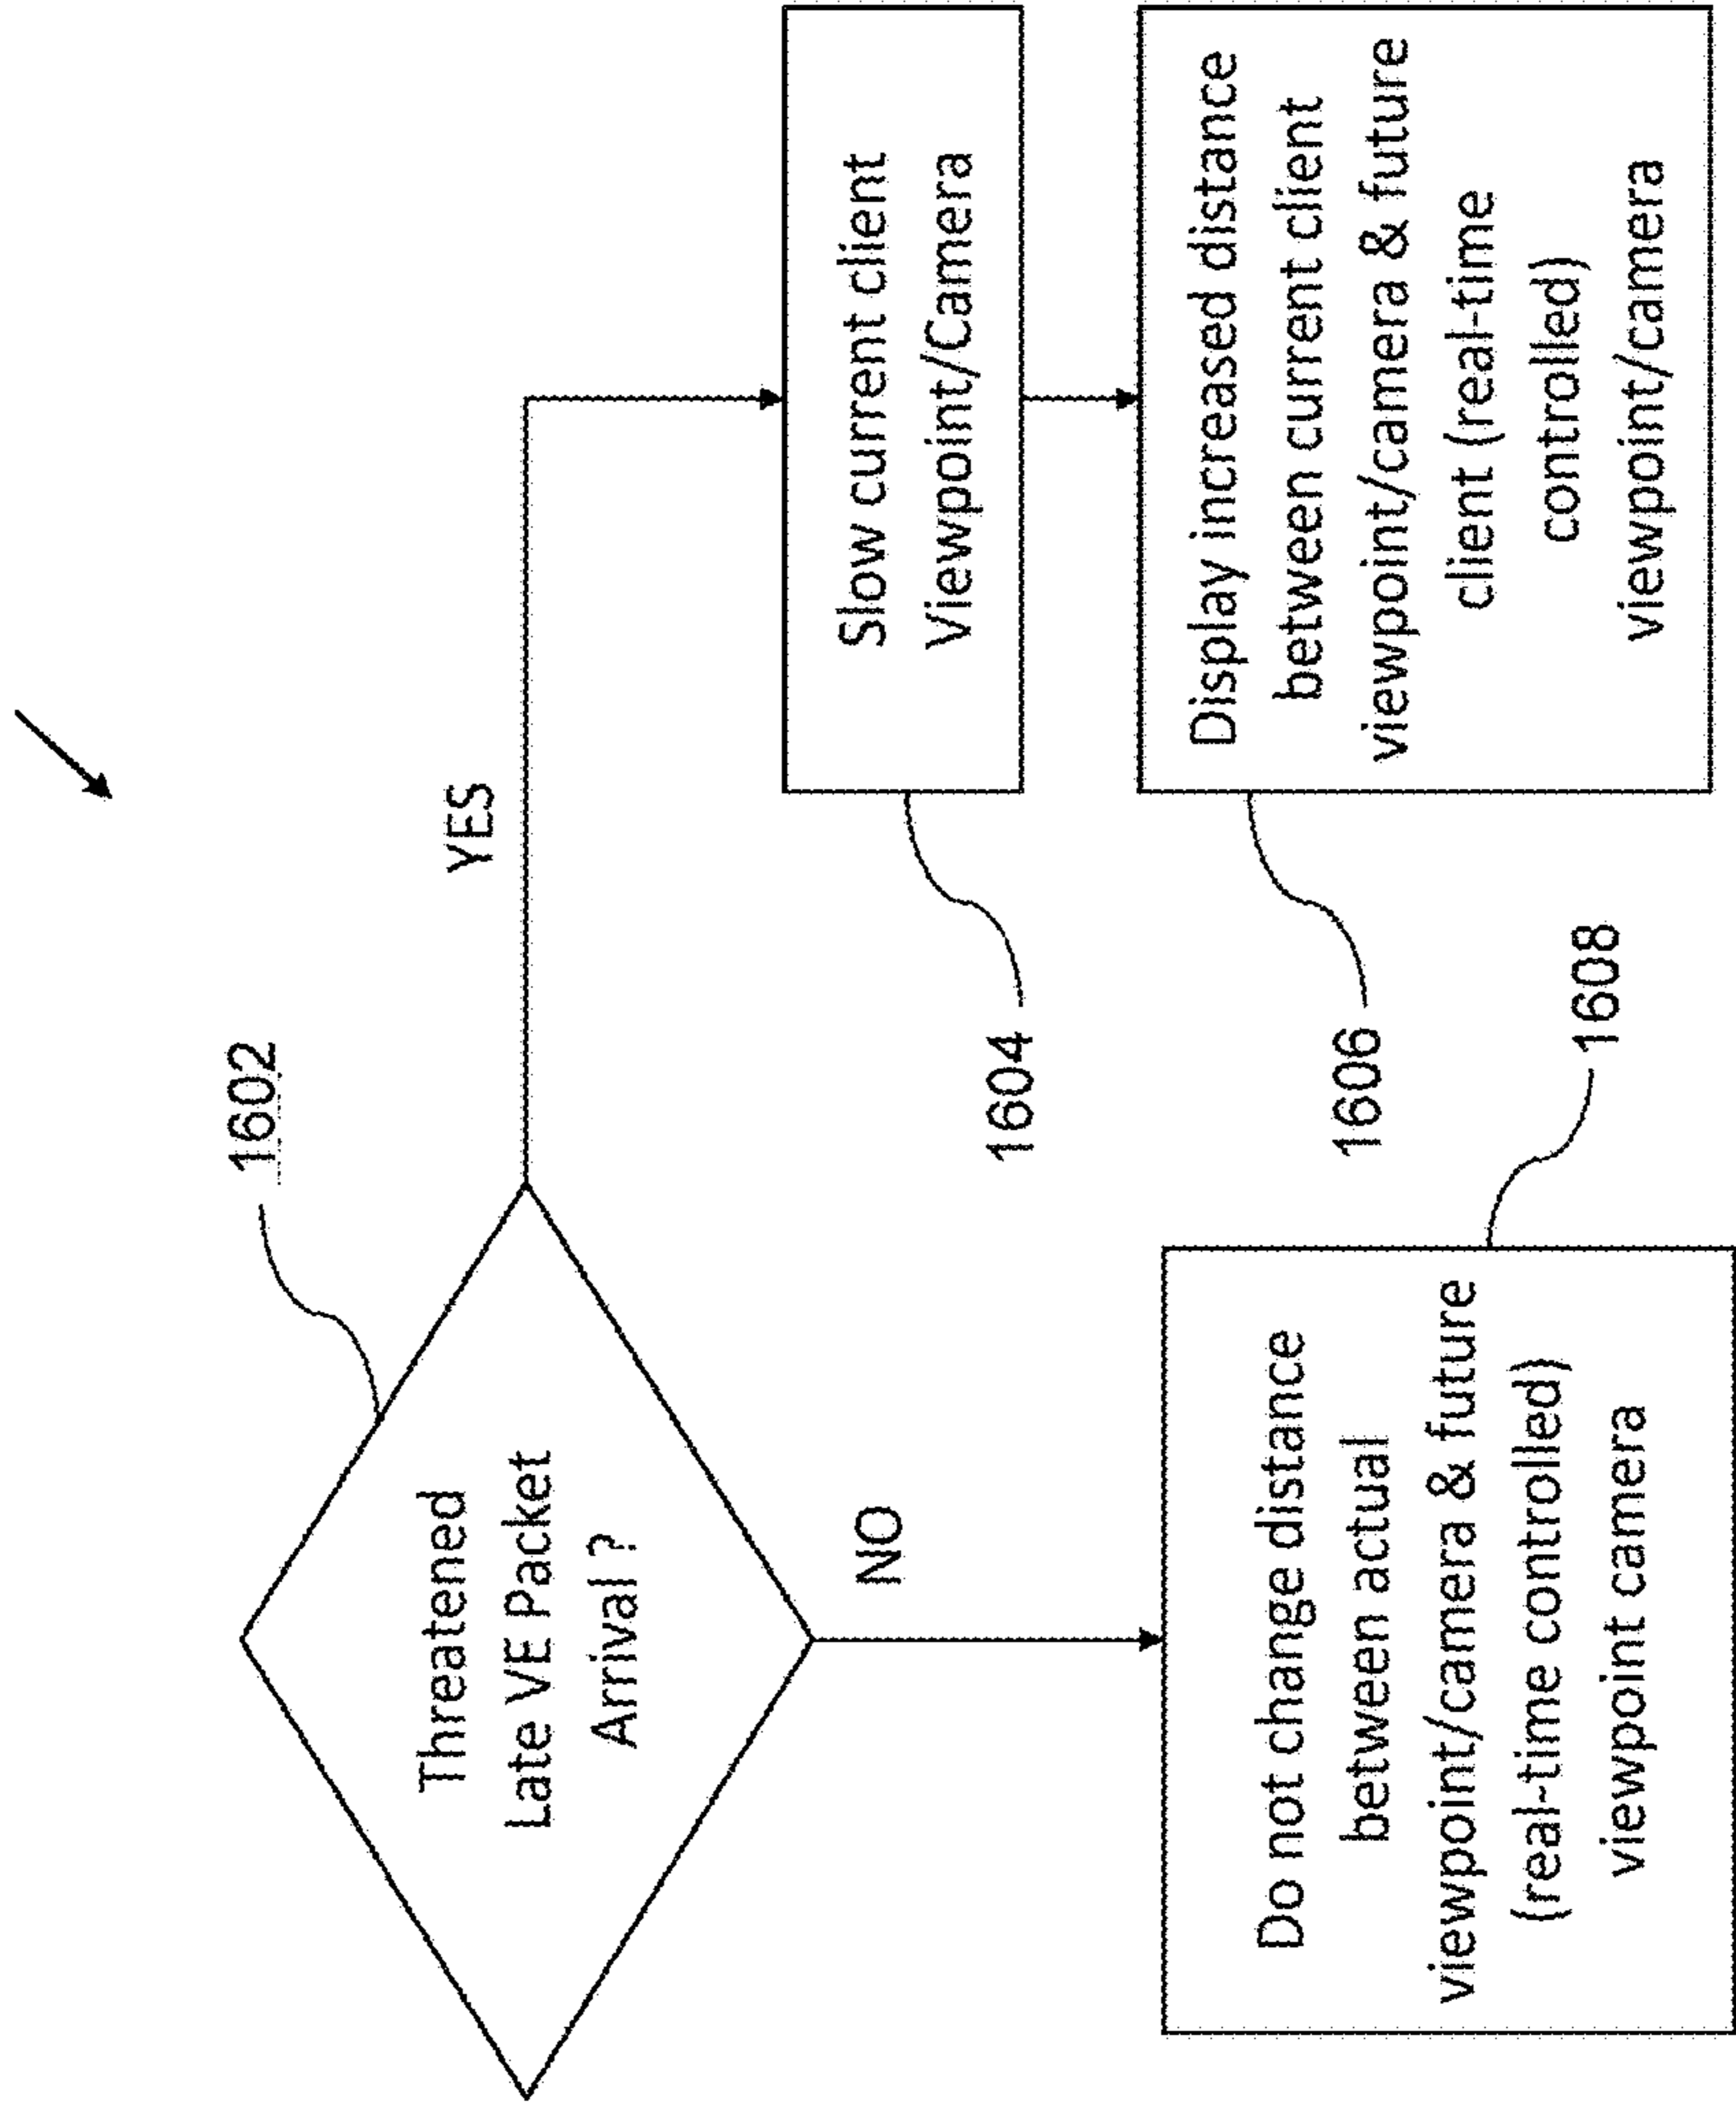 1602
Threatened
Late VE Packet
Arrival ?
YES
NO
Slow current client
Viewpoint/Camera
1604
Display increased distance
between current client
viewpoint/camera & future
client (real-time
controlled)
viewpoint/camera
1606
1608
Do not change distance
between actual
viewpoint/camera & future
(real-time controlled)
viewpoint camera